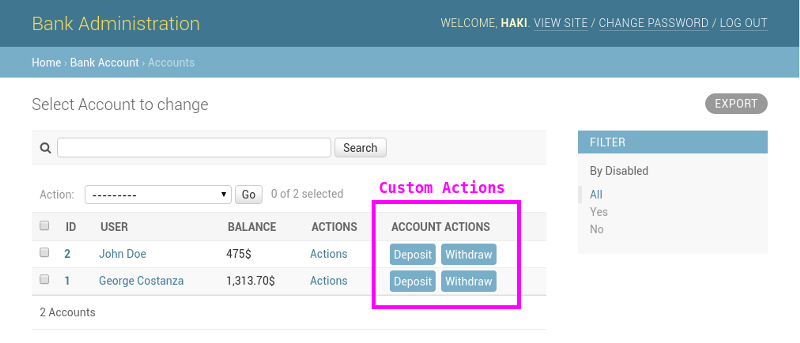 Bank Administration
WELCOME, HAKI. VIEW SITE / CHANGE PASSWORD / LOG OUT
Home › Bank Account › Accounts
Select Account to change
EXPORT
Search
Action: --------- Go 0 of 2 selected
Custom Actions
ID USER BALANCE ACTIONS ACCOUNT ACTIONS
2 John Doe 475$ Actions Deposit Withdraw
1 George Costanza 1,313.70$ Actions Deposit Withdraw
2 Accounts
FILTER
By Disabled
All
Yes
No